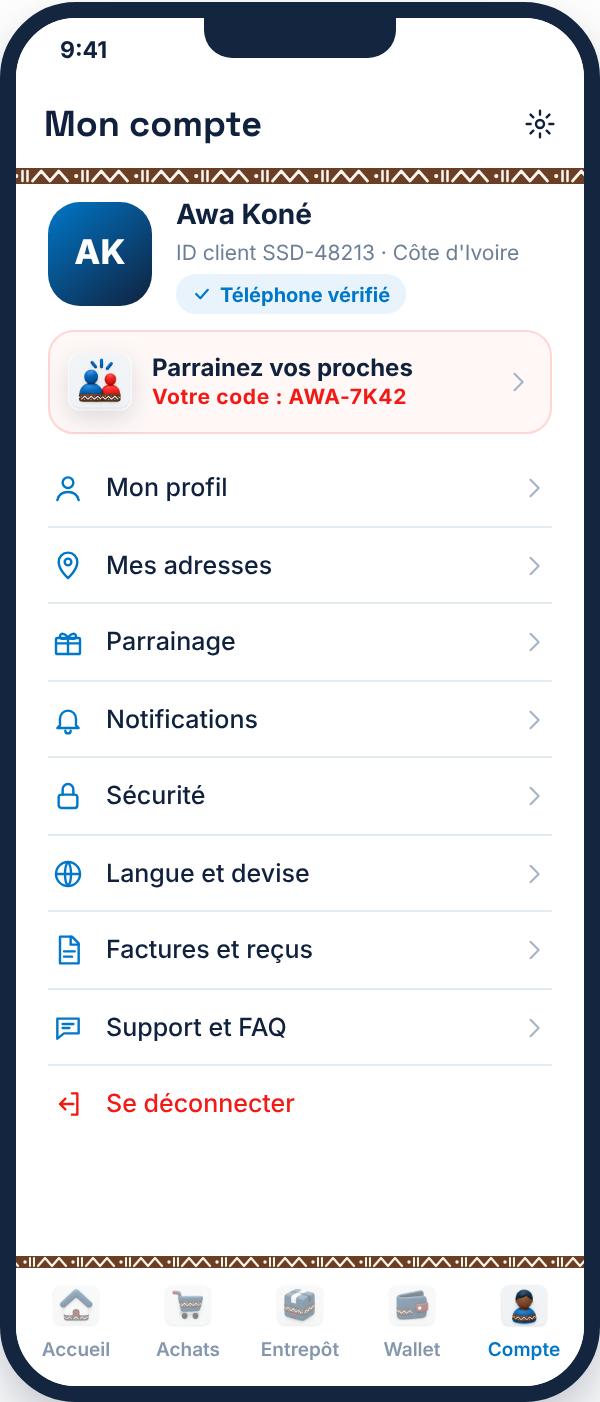 9:41
Mon compte
AK
Awa Koné
ID client SSD-48213 · Côte d'Ivoire
Téléphone vérifié
Parrainez vos proches
Votre code : AWA-7K42
Mon profil
Mes adresses
Parrainage
Notifications
Sécurité
Langue et devise
Factures et reçus
Support et FAQ
Se déconnecter
Accueil
Achats
Entrepôt
Wallet
Compte